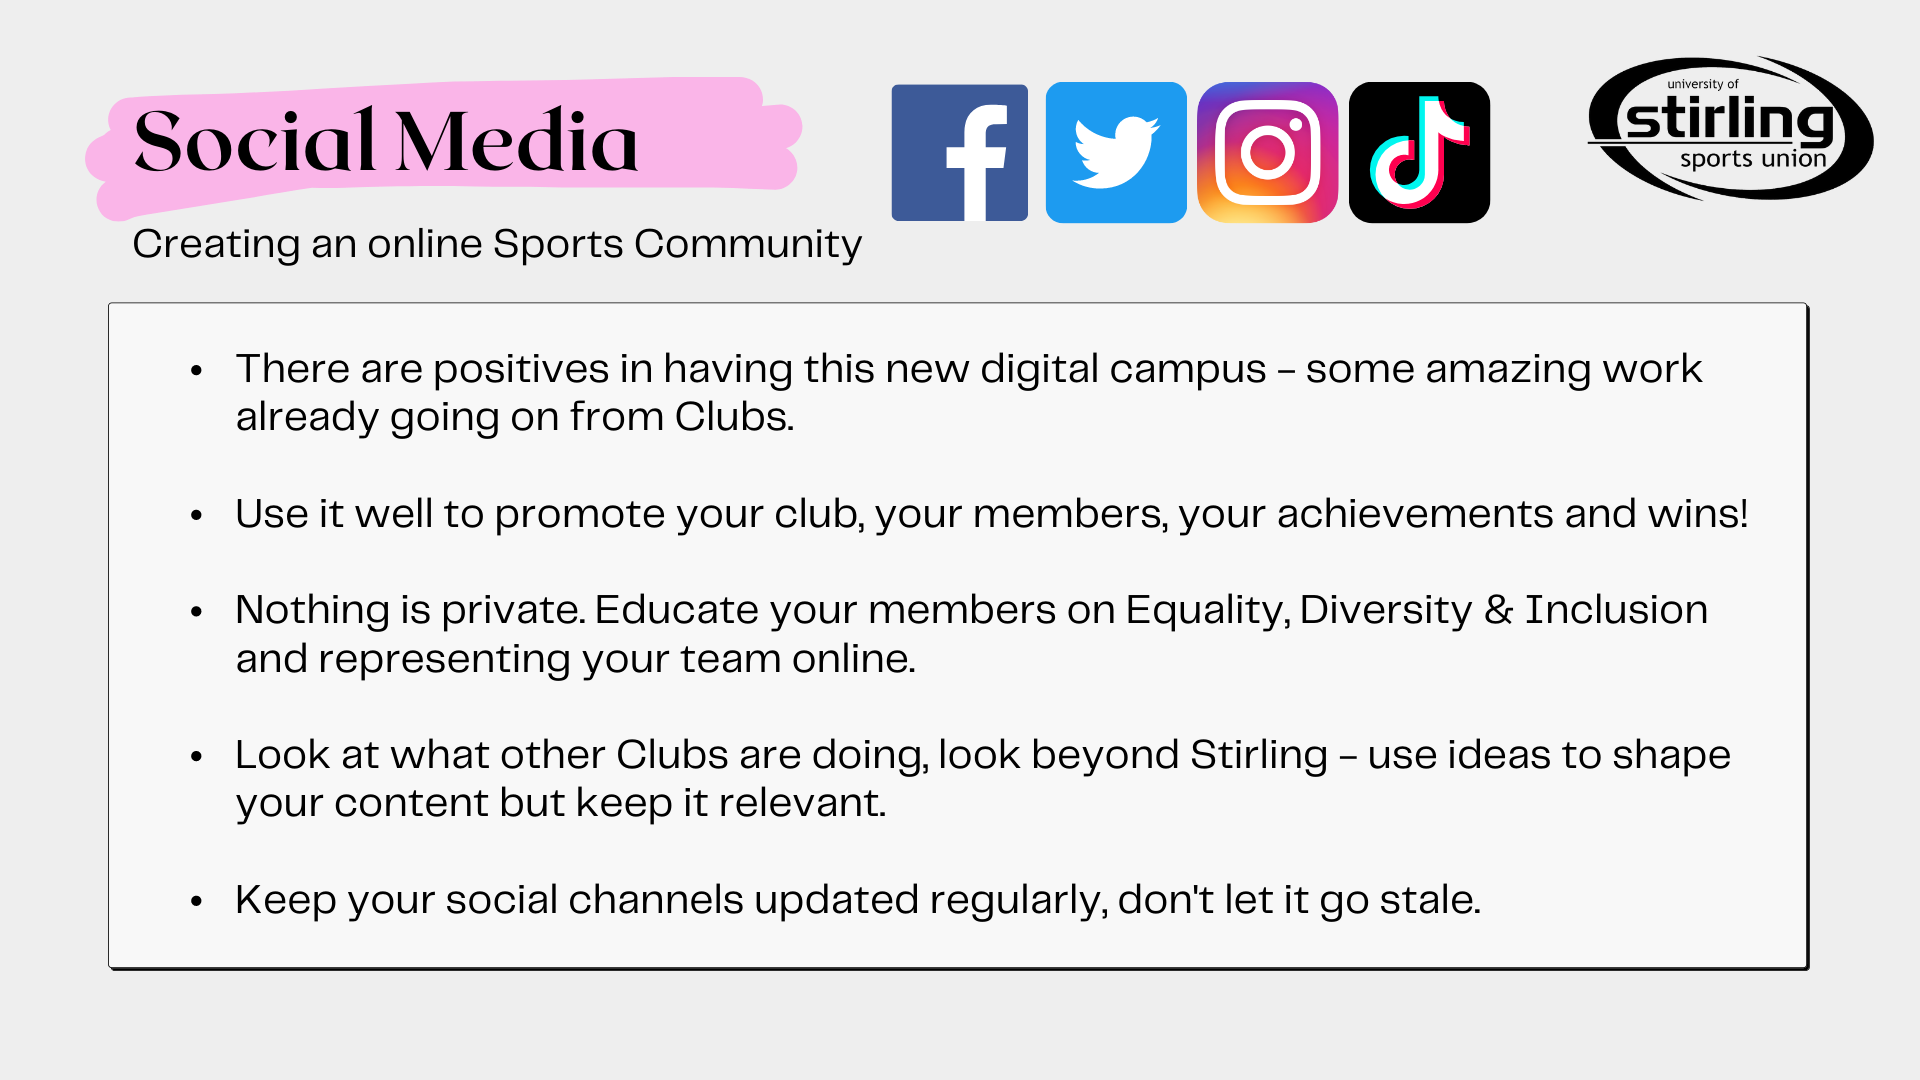 Social Media
university of
stirling
sports union
Creating an online Sports Community
• There are positives in having this new digital campus - some amazing work
already going on from Clubs.
• Use it well to promote your club, your members, your achievements and wins!
• Nothing is private. Educate your members on Equality, Diversity & Inclusion
and representing your team online.
• Look at what other Clubs are doing, look beyond Stirling - use ideas to shape
your content but keep it relevant.
• Keep your social channels updated regularly, don't let it go stale.